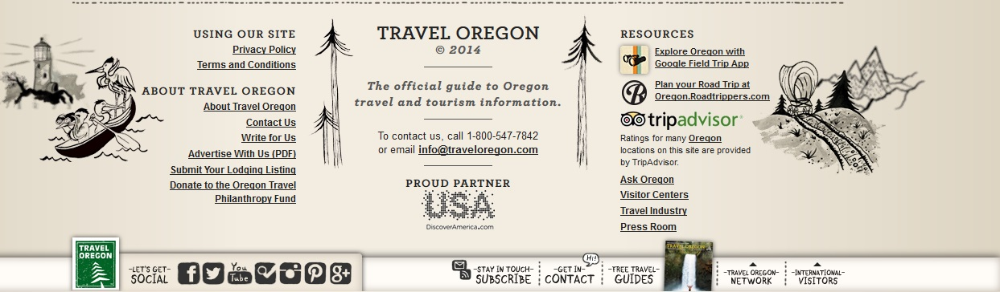 USING OUR SITE
Privacy Policy
Terms and Conditions
ABOUT TRAVEL OREGON
About Travel Oregon
Contact Us
Write for Us
Advertise With Us (PDF)
Submit Your Lodging Listing
Donate to the Oregon Travel
Philanthropy Fund
TRAVEL OREGON
© 2014
The official guide to Oregon
travel and tourism information.
To contact us, call 1-800-547-7842
or email info@traveloregon.com
PROUD PARTNER
USA
DiscoverAmerica.com
RESOURCES
Explore Oregon with
Google Field Trip App
B
Plan your Road Trip at
Oregon.Roadtrippers.com
tripadvisor®
Ratings for many Oregon
locations on this site are provided
by TripAdvisor.
Ask Oregon
Visitor Centers
Travel Industry
Press Room
TRAVEL
OREGON
-LET'S GET-
SOCIAL
f
You
Tube
g+
-STAY IN TOUCH-
SUBSCRIBE
Hi!
-GET IN-
CONTACT
-FREE TRAVEL-
GUIDES
TRAVEL OREGON
-TRAVEL OREGON-
NETWORK
-INTERNATIONAL-
VISITORS